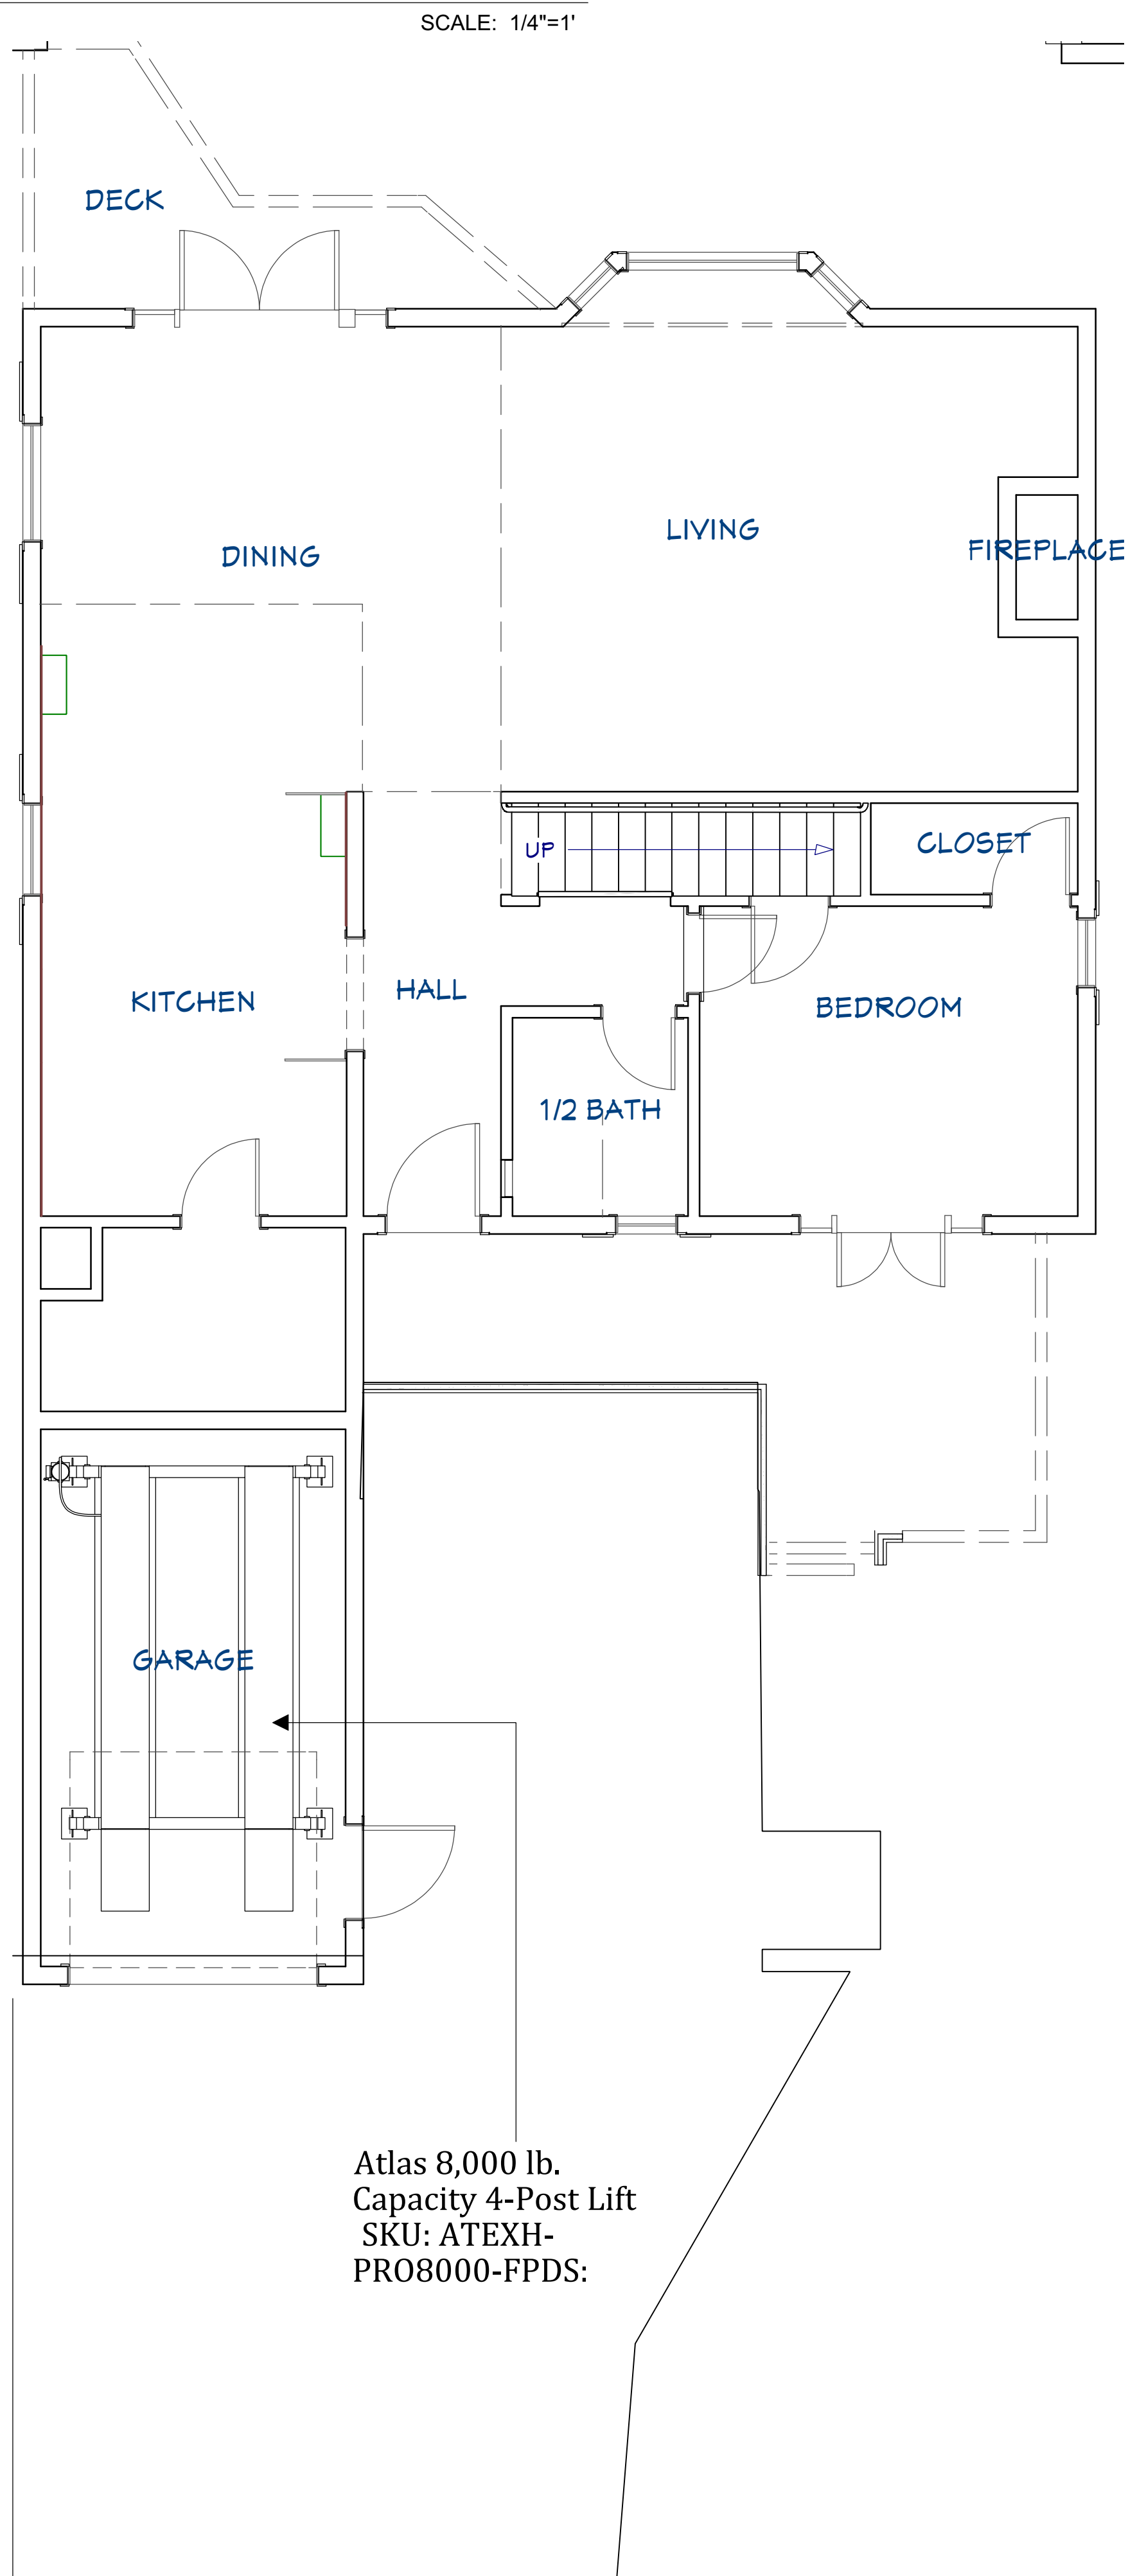 SCALE: 1/4"=1'
DECK
LIVING
FIREPLACE
DINING
UP
CLOSET
HALL
KITCHEN
BEDROOM
1/2 BATH
GARAGE
Atlas 8,000 lb.
Capacity 4-Post Lift
SKU: ATEXH-
PRO8000-FPDS: